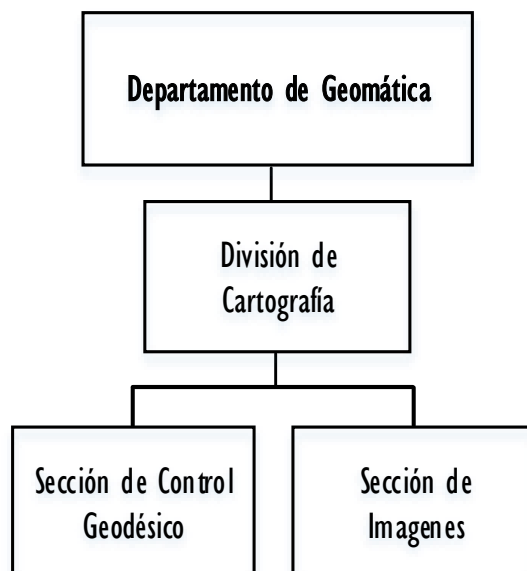 Departamento de Geomática
División de
Cartografía
Sección de Control
Geodésico
Sección de
Imagenes